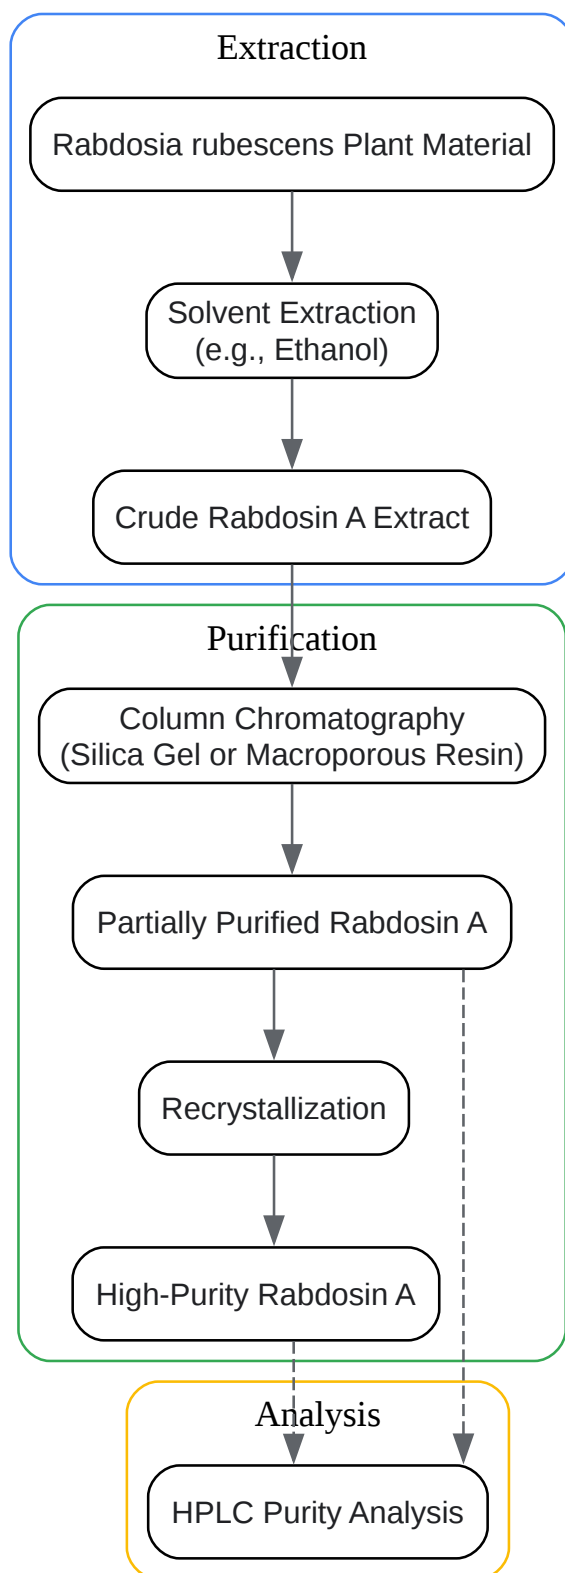 Extraction
Rabdosia rubescens Plant Material
Solvent Extraction
(e.g., Ethanol)
Crude Rabdosin A Extract
Purification
Column Chromatography
(Silica Gel or Macroporous Resin)
Partially Purified Rabdosin A
Recrystallization
High-Purity Rabdosin A
Analysis
HPLC Purity Analysis